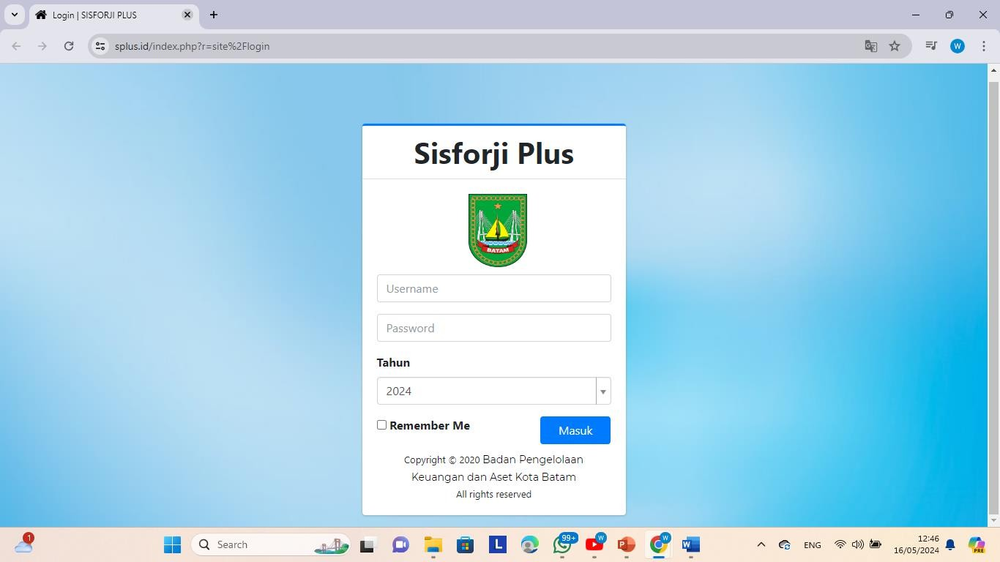 Login | SISFORJI PLUS
splus.id/index.php?r=site%2Flogin
W
Sisforji Plus
BATAM
Username
Password
Tahun
2024
Remember Me
Masuk
Copyright © 2020 Badan Pengelolaan
Keuangan dan Aset Kota Batam
All rights reserved
1
Search
L
99+
W
P
W
W
ENG
12:46
16/05/2024
PRE